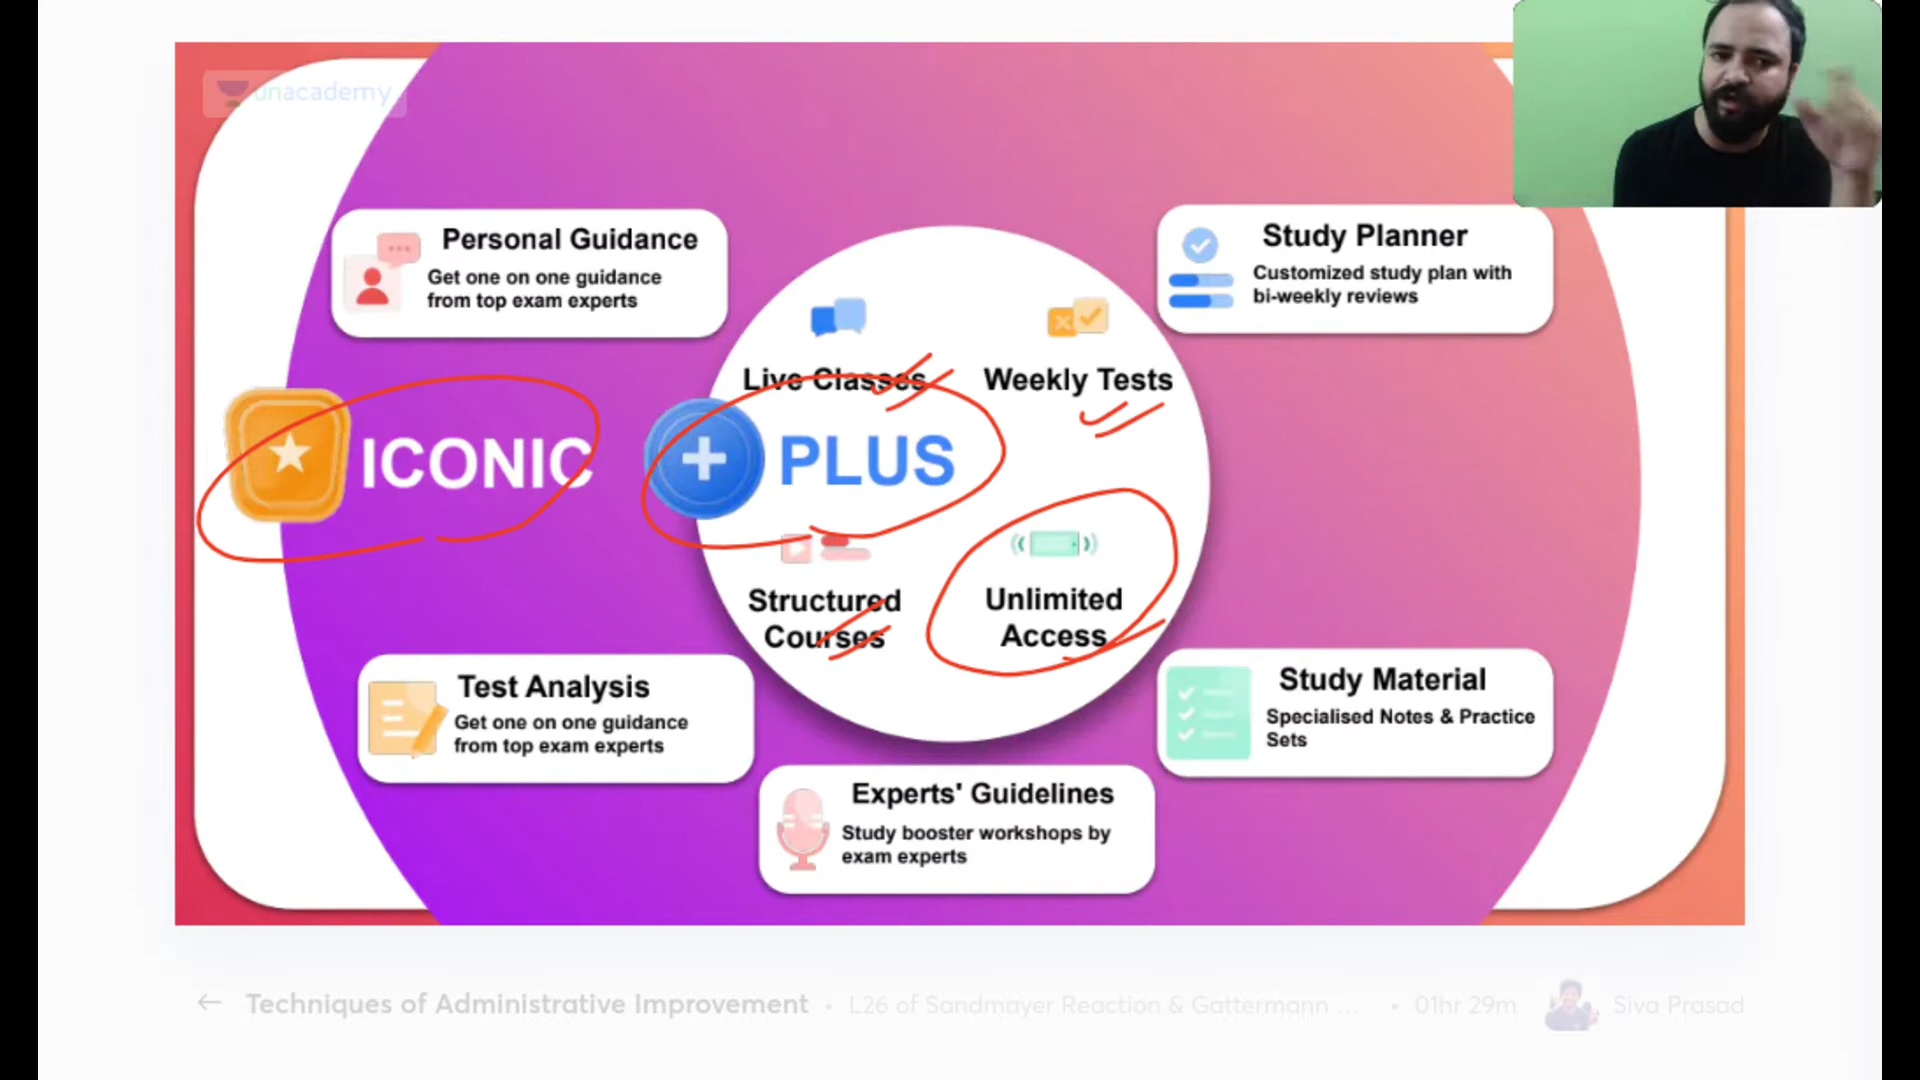 unacademy
Personal Guidance
Get one on one guidance
from top exam experts
Study Planner
Customized study plan with
bi-weekly reviews
Live Classes
Weekly Tests
ICONIC
PLUS
Structured
Courses
Unlimited
Access
Test Analysis
Get one on one guidance
from top exam experts
Study Material
Specialised Notes & Practice
Sets
Experts' Guidelines
Study booster workshops by
exam experts
← Techniques of Administrative Improvement • L26 of Sandmayer Reaction & Gattermann ... • 01hr 29m Siva Prasad